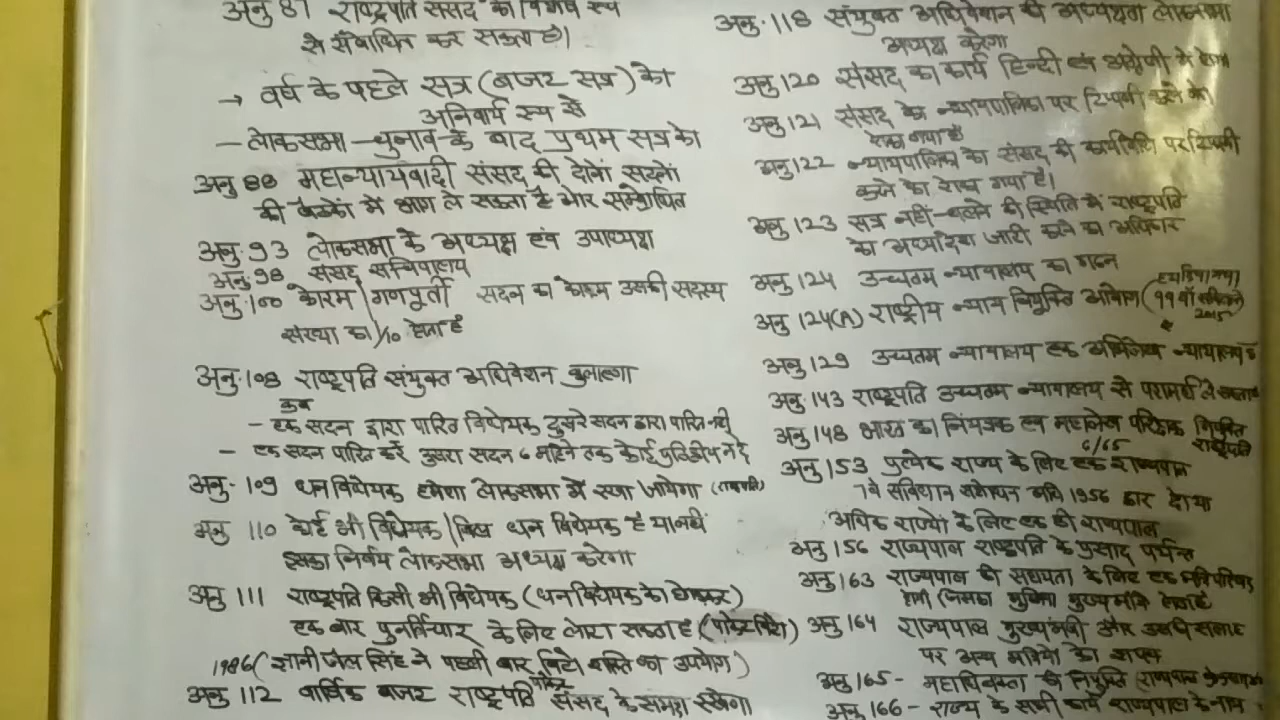 अनु 87 राष्ट्रपति संसद को विशेष रूप
से संबोधित कर सकता है।
→ वर्ष के पहले सत्र (बजट सत्र) को
अनिवार्य रूप से
– लोकसभा चुनाव के बाद प्रथम सत्र को
अनु 88 महान्यायवादी संसद की दोनों सदनों
की बैठकों में भाग ले सकता है और सम्बोधित
अनु. 93 लोकसभा के अध्यक्ष एवं उपाध्यक्ष
अनु. 98 संसद सचिवालय
अनु. 100 कोरम/गणपूर्ती सदन का कोरम उसकी सदस्य
संख्या का 1/10 होता है
अनु. 108 राष्ट्रपति संयुक्त अधिवेशन बुलाएगा
कब
– एक सदन द्वारा पारित विधेयक दुसरे सदन द्वारा पारित नही
– एक सदन पारित करें दुसरा सदन 6 महिने तक कोई प्रतिक्रिया न दे
अनु. 109 धन विधेयक हमेशा लोकसभा में रखा जायेगा
अनु 110 कोई भी विधेयक/बिल धन विधेयक है या नही
इसका निर्णय लोकसभा अध्यक्ष करेगा
अनु 111 राष्ट्रपति किसी भी विधेयक (धन विधेयक को छोडकर)
एक बार पुनर्विचार के लिए लौटा सकता है (पॉकेट विटो)
1986 (ज्ञानी जेल सिंह ने पहली बार विटो शक्ति का उपयोग)
पॉकेट
अनु 112 वार्षिक बजट राष्ट्रपति संसद के समक्ष रखेगा
अनु. 118 संयुक्त अधिवेशन की अध्यक्षता लोकसभा
अध्यक्ष करेगा
अनु 120 संसद का कार्य हिन्दी एवं अंग्रेजी में होगा
अनु 121 संसद को न्यायपालिका पर टिप्पणी करने को
रोका गया है
अनु 122 न्यायपालिका को संसद की कार्यविधि पर टिप्पणी
करने को रोका गया है।
अनु 123 सत्र नहीं चलने की स्थिति में राष्ट्रपति
को अध्यादेश जारी करने का अधिकार
अनु 124 उच्चतम न्यायालय का गठन
अनु 124(A) राष्ट्रीय न्याय नियुक्ति आयोग (99 वां
2015
अनु 129 उच्चतम न्यायालय एक अभिलेख न्यायालय है
अनु. 143 राष्ट्रपति उच्चतम न्यायालय से परामर्श ले सकता
अनु 148 भारत का नियंत्रक एवं महालेखा परिक्षक नियुक्ति
6/65 राष्ट्रपति
अनु 153 प्रत्येक राज्य के लिए एक राज्यपाल
7 वें संविधान संशोधन 1956 द्वारा दो या
अधिक राज्यों के लिए एक ही राज्यपाल
अनु 156 राज्यपाल राष्ट्रपति के प्रसाद पर्यन्त
अनु 163 राज्यपाल की सहायता के लिए एक मंत्रिपरिषद
होगी (जिसका मुखिया मुख्यमंत्री होता है
अनु 164 राज्यपाल मुख्यमंत्री और उसकी सलाह
पर अन्य मंत्रियों को शपथ
अनु 165 – महाधिवक्ता की नियुक्ति (राज्यपाल के द्वारा
अनु. 166 – राज्य के सभी कार्य राज्यपाल के नाम